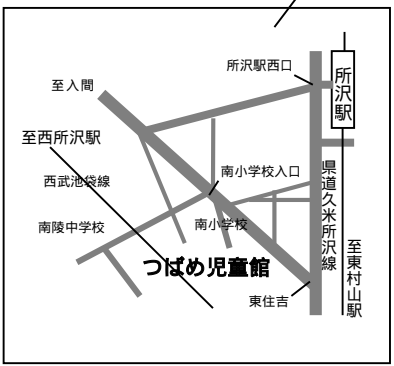 所沢駅西口
所沢駅
至入間
至西所沢駅
西武池袋線
南小学校入口
県道久米所沢線
南陵中学校
南小学校
至東村山駅
つばめ児童館
東住吉